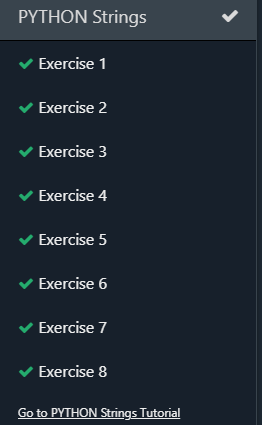 PYTHON Strings
Exercise 1
Exercise 2
Exercise 3
Exercise 4
Exercise 5
Exercise 6
Exercise 7
Exercise 8
Go to PYTHON Strings Tutorial